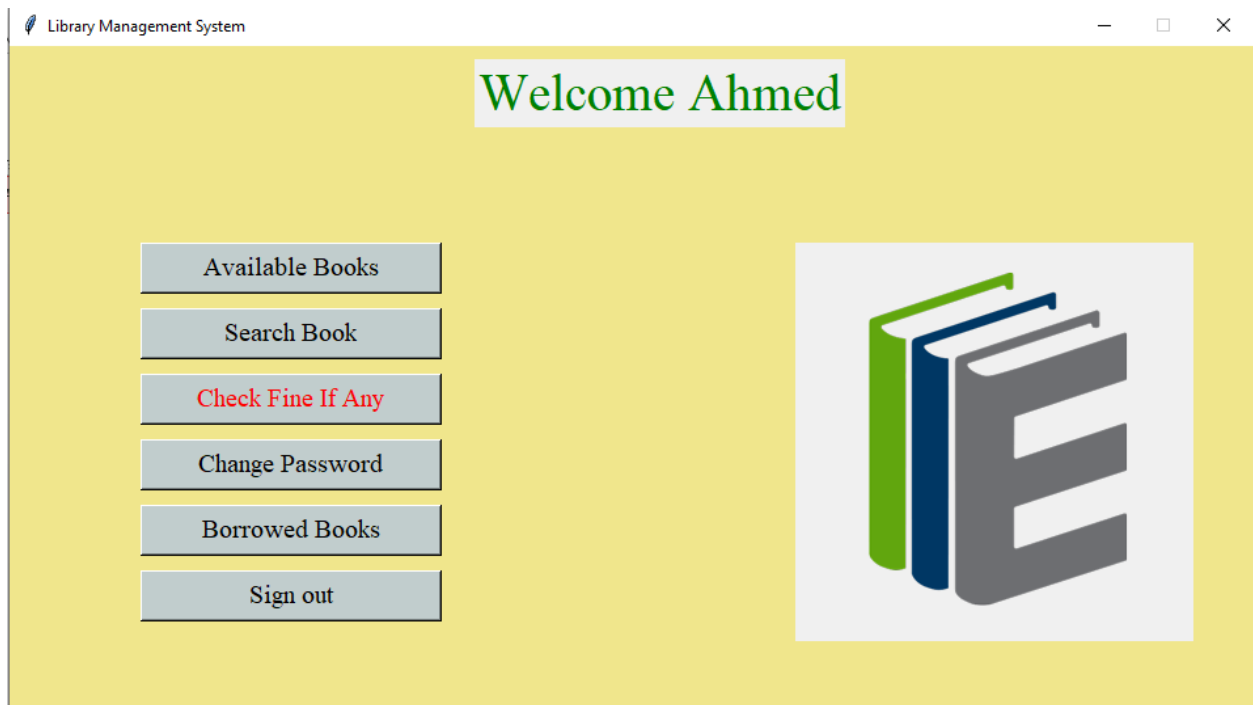 Library Management System
Welcome Ahmed
Available Books
Search Book
Check Fine If Any
Change Password
Borrowed Books
Sign out
E